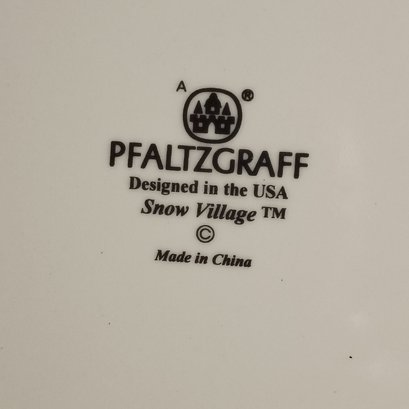 A ®
PFALTZGRAFF
Designed in the USA
Snow Village ™
©
Made in China